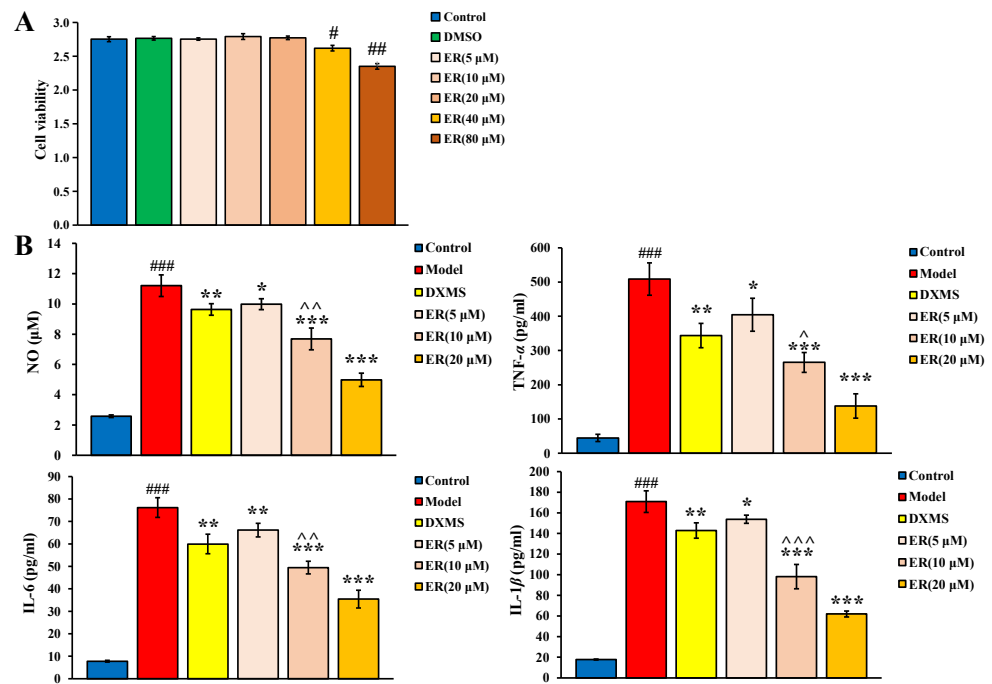 A
Cell viability
3.0
2.5
2.0
1.5
1.0
0.5
0.0
#
##
Control
DMSO
ER(5 μM)
ER(10 μM)
ER(20 μM)
ER(40 μM)
ER(80 μM)
B
NO (μM)
14
12
10
8
6
4
2
0
###
**
*
^^
***
***
Control
Model
DXMS
ER(5 μM)
ER(10 μM)
ER(20 μM)
TNF-α (pg/ml)
600
500
400
300
200
100
0
###
**
*
^
***
***
Control
Model
DXMS
ER(5 μM)
ER(10 μM)
ER(20 μM)
IL-6 (pg/ml)
90
80
70
60
50
40
30
20
10
0
###
**
**
^^
***
***
Control
Model
DXMS
ER(5 μM)
ER(10 μM)
ER(20 μM)
IL-1β (pg/ml)
200
180
160
140
120
100
80
60
40
20
0
###
**
*
^^^
***
***
Control
Model
DXMS
ER(5 μM)
ER(10 μM)
ER(20 μM)